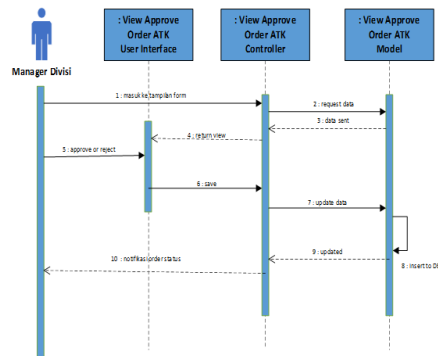 : View Approve
Order ATK
User Interface
: View Approve
Order ATK
Controller
: View Approve
Order ATK
Model
Manager Divisi
1 : masuk ke tampilan form
2 : request data
3 : data sent
4 : return view
5 : approve or reject
6 : save
7 : update data
8 : insert to D
9 : updated
10 : notifikasi order status